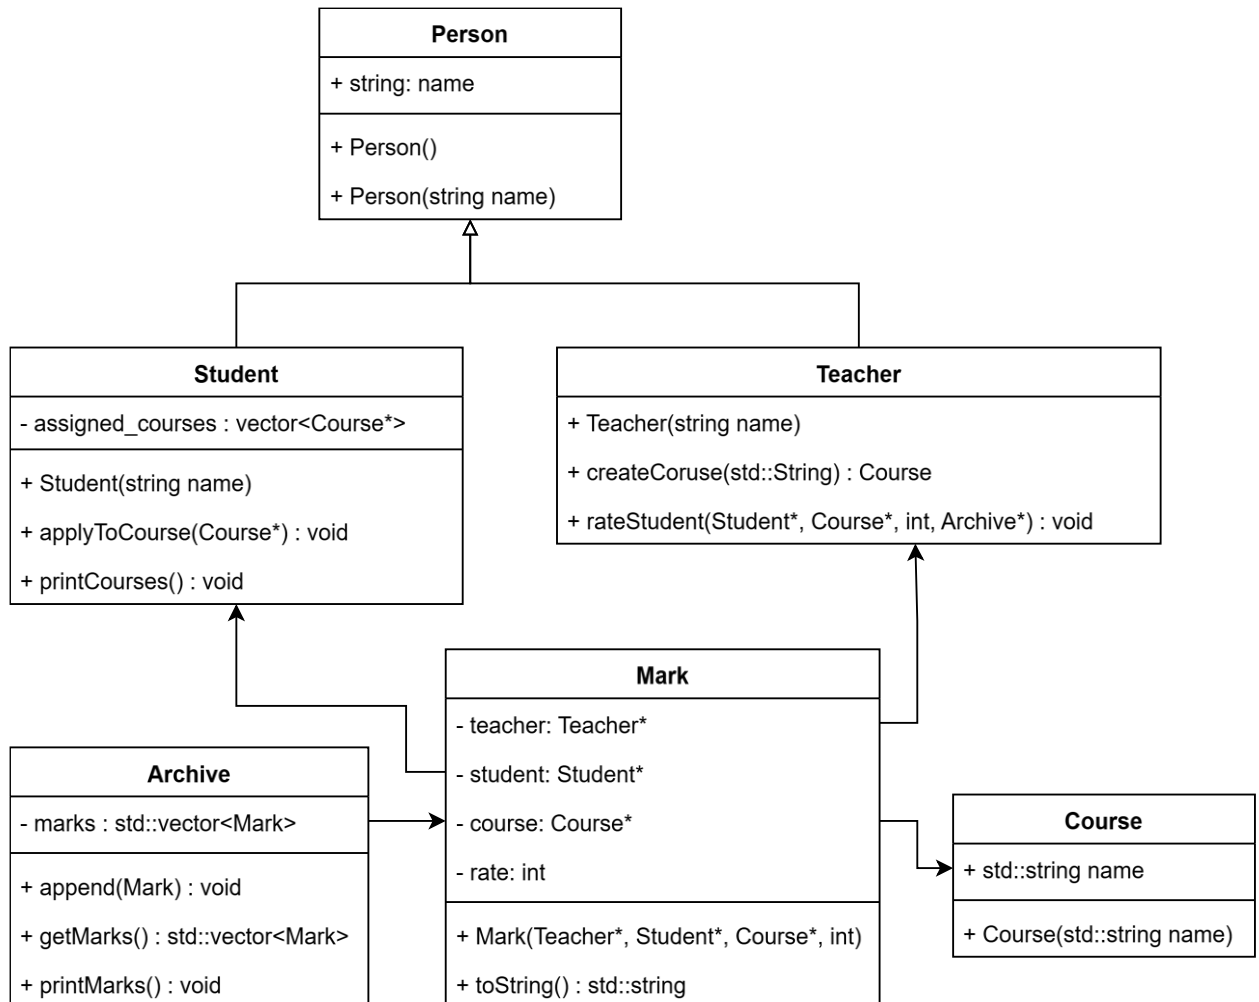 Person
+ string: name
+ Person()
+ Person(string name)
Student
- assigned_courses : vector<Course*>
+ Student(string name)
+ applyToCourse(Course*) : void
+ printCourses() : void
Teacher
+ Teacher(string name)
+ createCoruse(std::String) : Course
+ rateStudent(Student*, Course*, int, Archive*) : void
Archive
- marks : std::vector<Mark>
+ append(Mark) : void
+ getMarks() : std::vector<Mark>
+ printMarks() : void
Mark
- teacher: Teacher*
- student: Student*
- course: Course*
- rate: int
+ Mark(Teacher*, Student*, Course*, int)
+ toString() : std::string
Course
+ std::string name
+ Course(std::string name)